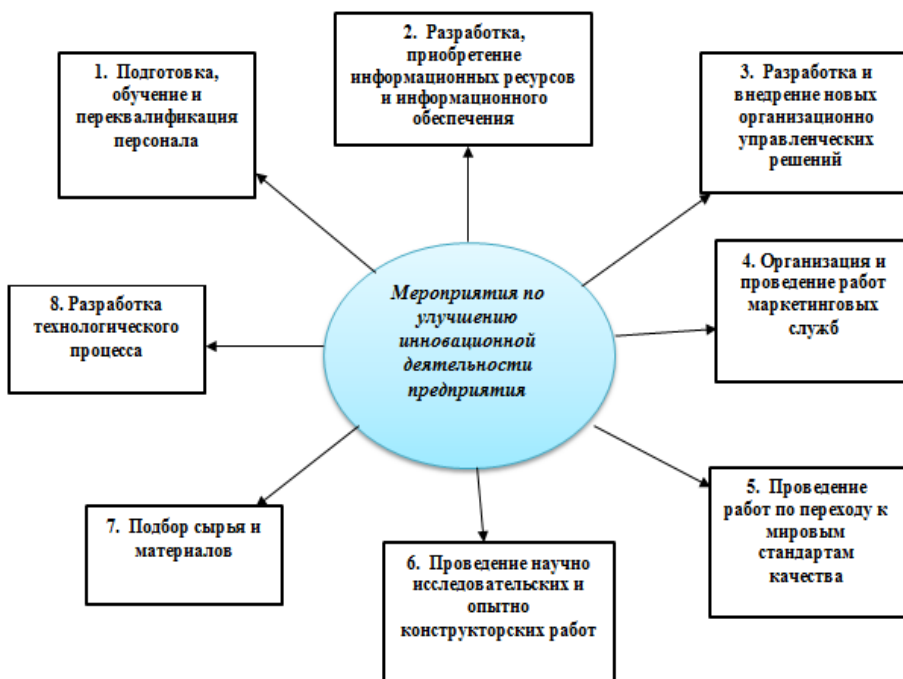 1. Подготовка,
обучение и
переквалификация
персонала
2. Разработка,
приобретение
информационных ресурсов
и информационного
обеспечения
3. Разработка и
внедрение новых
организационно
управленческих
решений
4. Организация и
проведение работ
маркетинговых
служб
5. Проведение
работ по переходу к
мировым
стандартам
качества
6. Проведение научно
исследовательских и
опытно
конструкторских работ
7. Подбор сырья и
материалов
8. Разработка
технологического
процесса
Мероприятия по
улучшению
инновационной
деятельности
предприятия